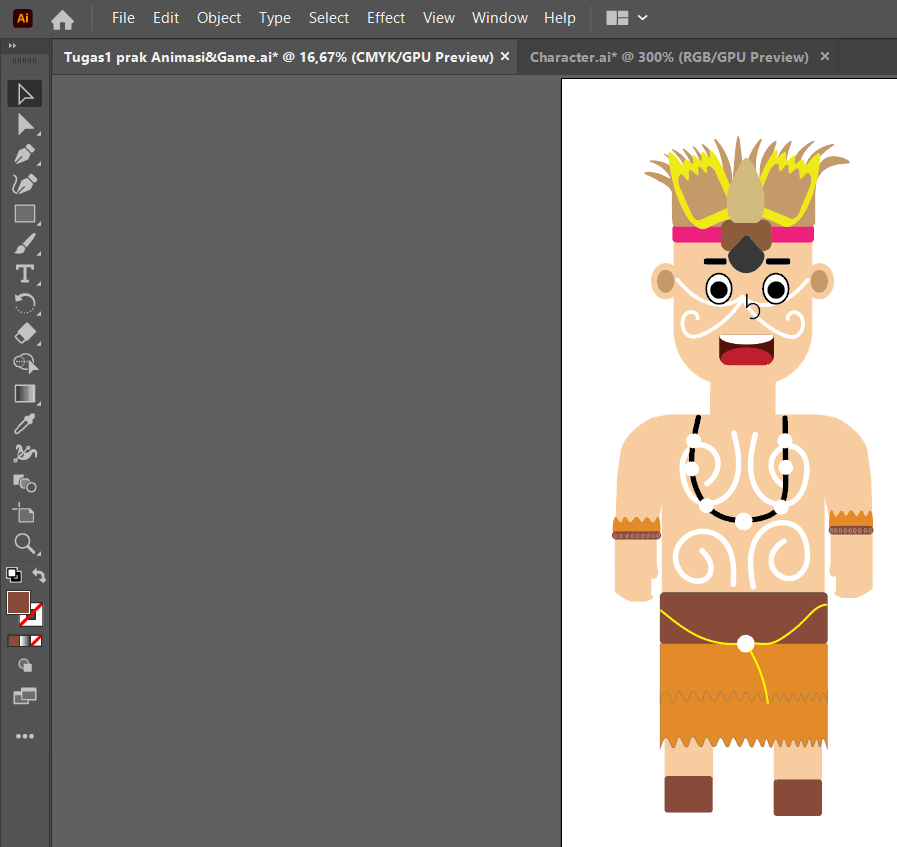 Ai File Edit Object Type Select Effect View Window Help
Tugas1 prak Animasi&Game.ai* @ 16,67% (CMYK/GPU Preview) × Character.ai* @ 300% (RGB/GPU Preview) ×